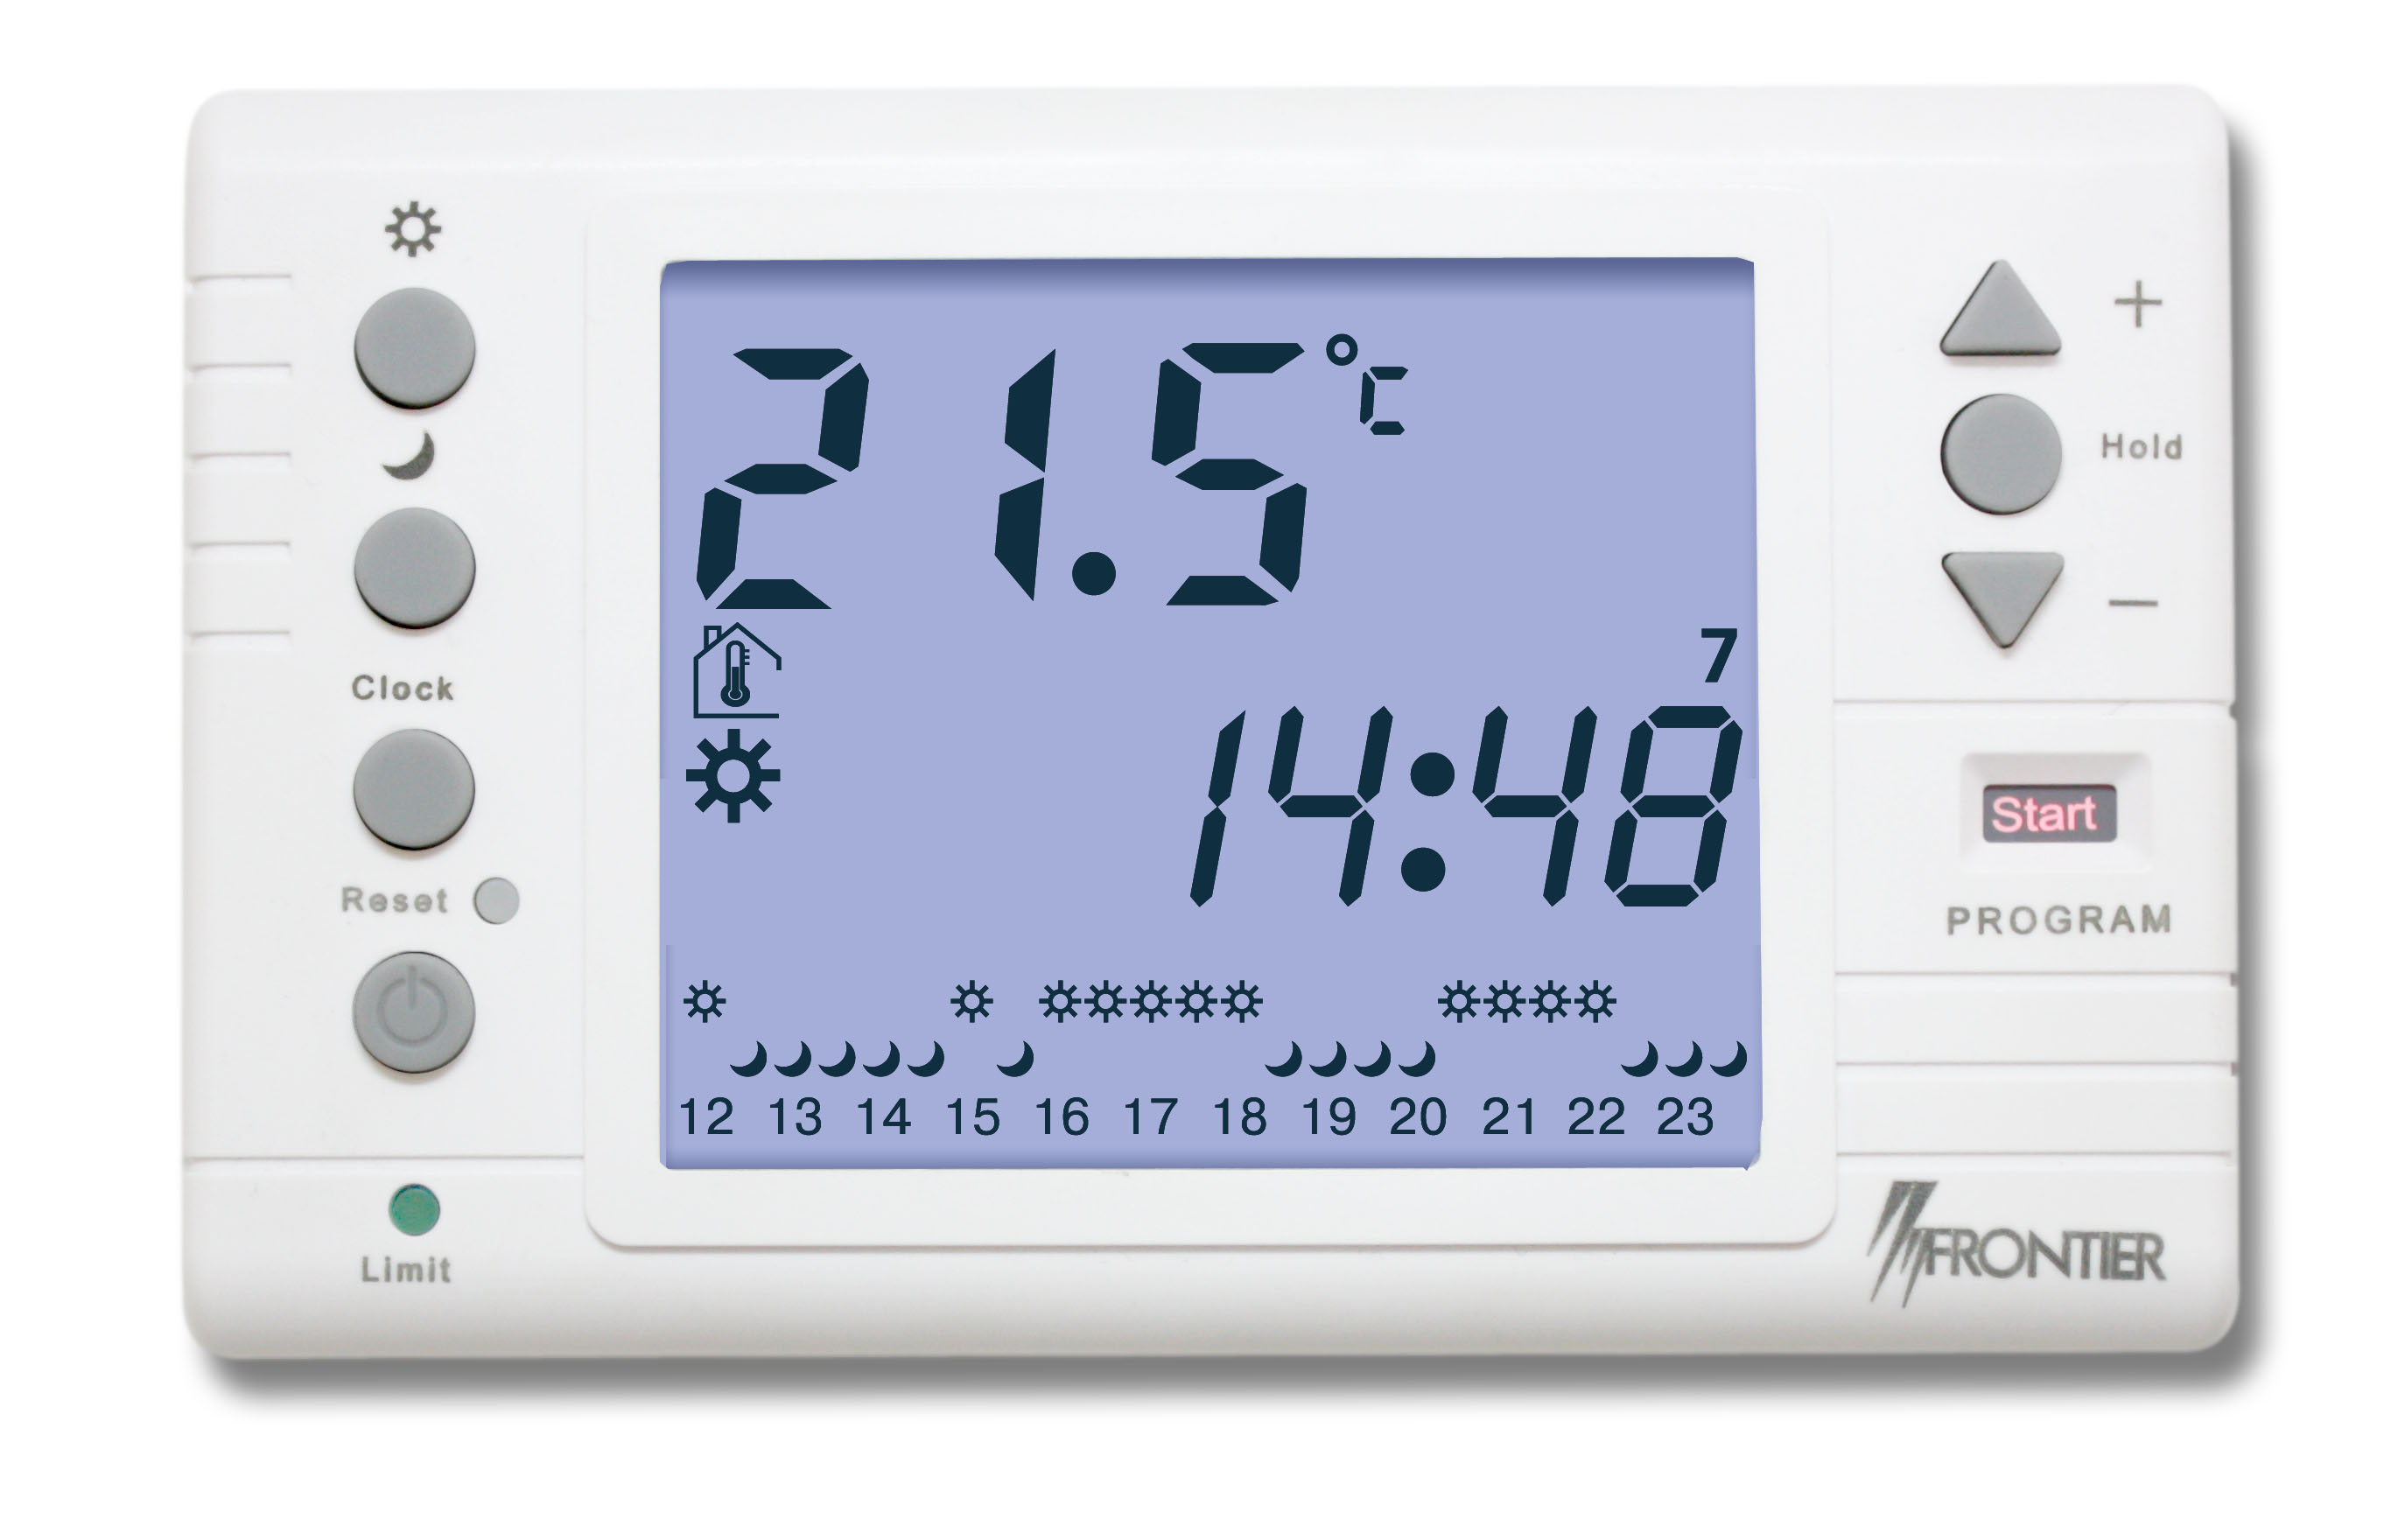 21.5°C
+
Hold
7
Clock
14:48
Start
Reset
PROGRAM
12 13 14 15 16 17 18 19 20 21 22 23
Limit
FRONTIER